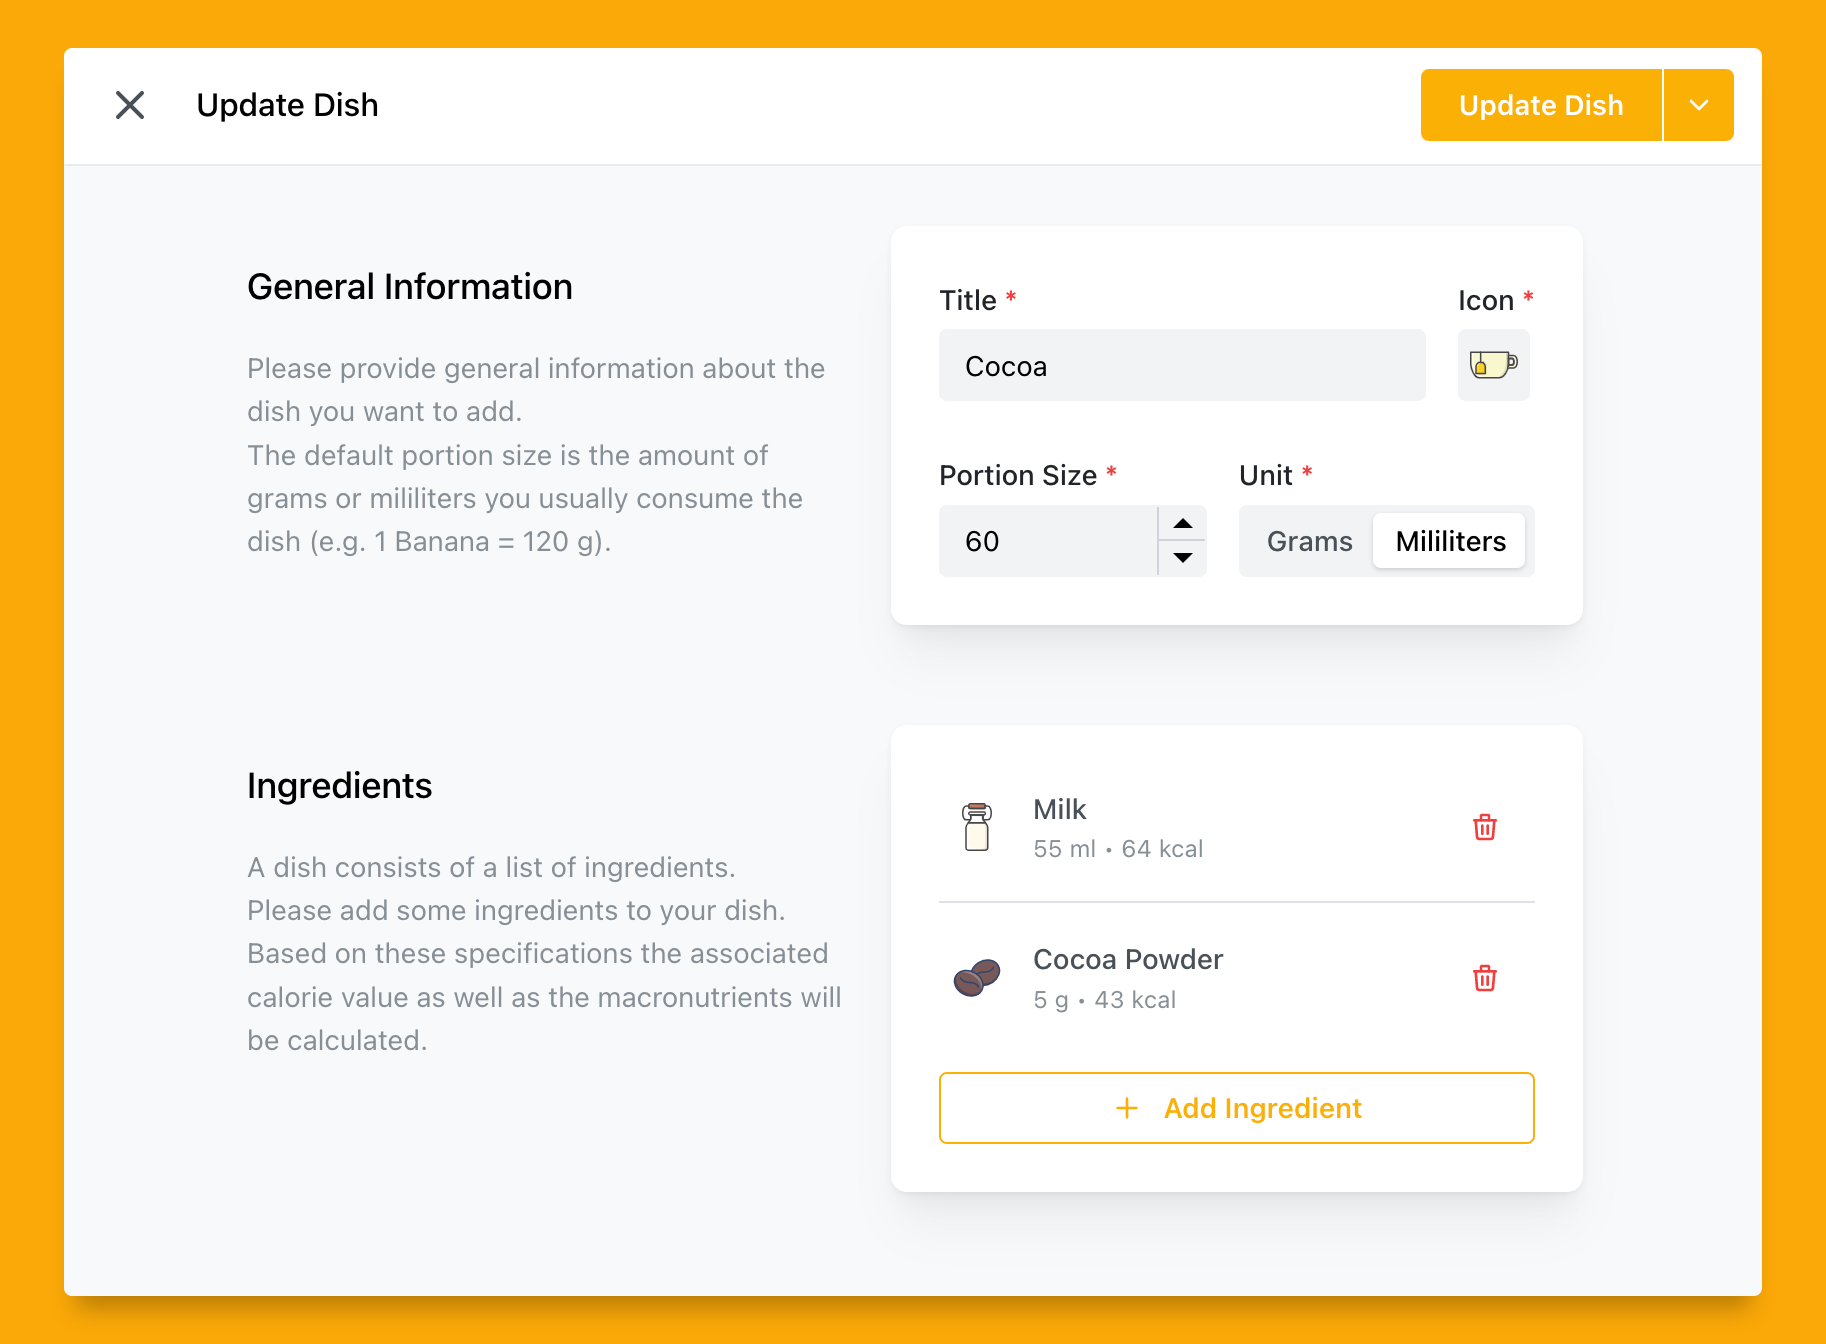 Update Dish
Update Dish
General Information
Please provide general information about the
dish you want to add.
The default portion size is the amount of
grams or mililiters you usually consume the
dish (e.g. 1 Banana = 120 g).
Title *
Icon *
Cocoa
Portion Size *
Unit *
60
Grams
Mililiters
Ingredients
A dish consists of a list of ingredients.
Please add some ingredients to your dish.
Based on these specifications the associated
calorie value as well as the macronutrients will
be calculated.
Milk
55 ml • 64 kcal
Cocoa Powder
5 g • 43 kcal
Add Ingredient